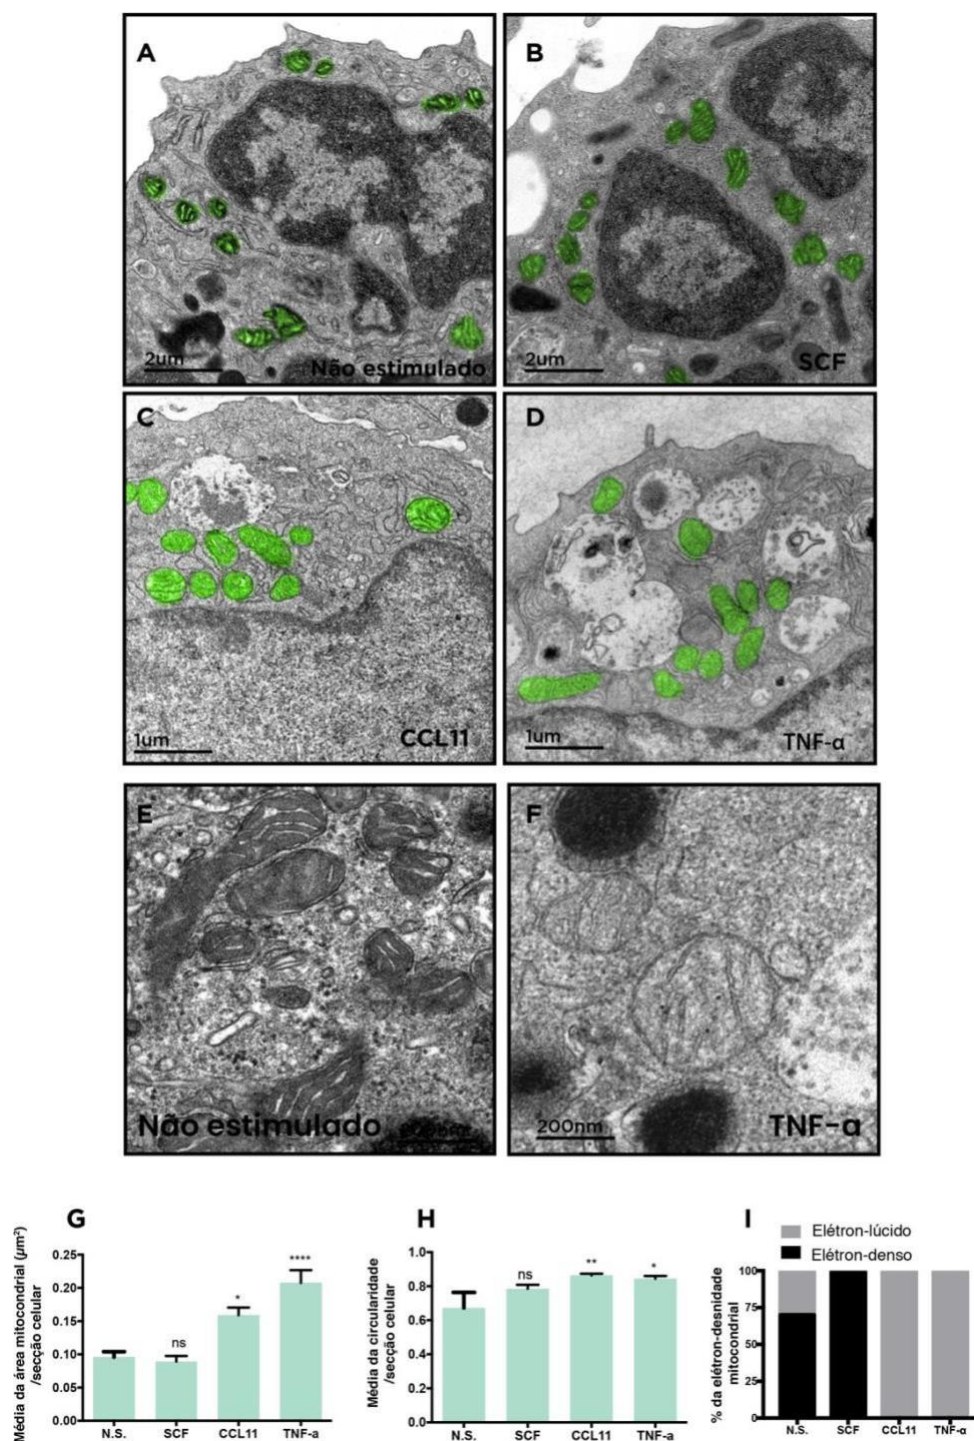 A
2um
Não estimulado
B
2um
SCF
C
1um
CCL11
D
1um
TNF-α
E
Não estimulado
200nm
F
200nm
TNF-α
G
Média da área mitocondrial (µm²)
/secção celular
0.25
0.20
0.15
0.10
0.05
0.00
ns
*
****
N.S.
SCF
CCL11
TNF-a
H
Média da circularidade
/secção celular
1.0
0.8
0.6
0.4
0.2
0.0
ns
**
*
N.S.
SCF
CCL11
TNF-a
I
Elétron-lúcido
Elétron-denso
% da elétron-desnidade
mitocondrial
100
75
50
25
0
N.S.
SCF
CCL11
TNF-α